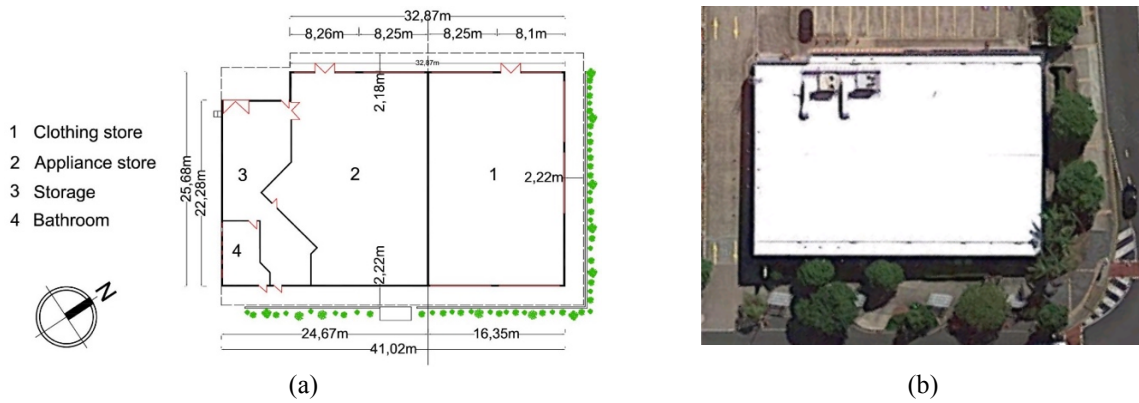 32,87m
8,26m 8,25m 8,25m 8,1m
32,87m
2,18m
1 Clothing store
2 Appliance store
3 Storage
4 Bathroom
25,68m
22,28m
3
2
1
2,22m
4
2,22m
N
24,67m 16,35m
41,02m
(a) (b)